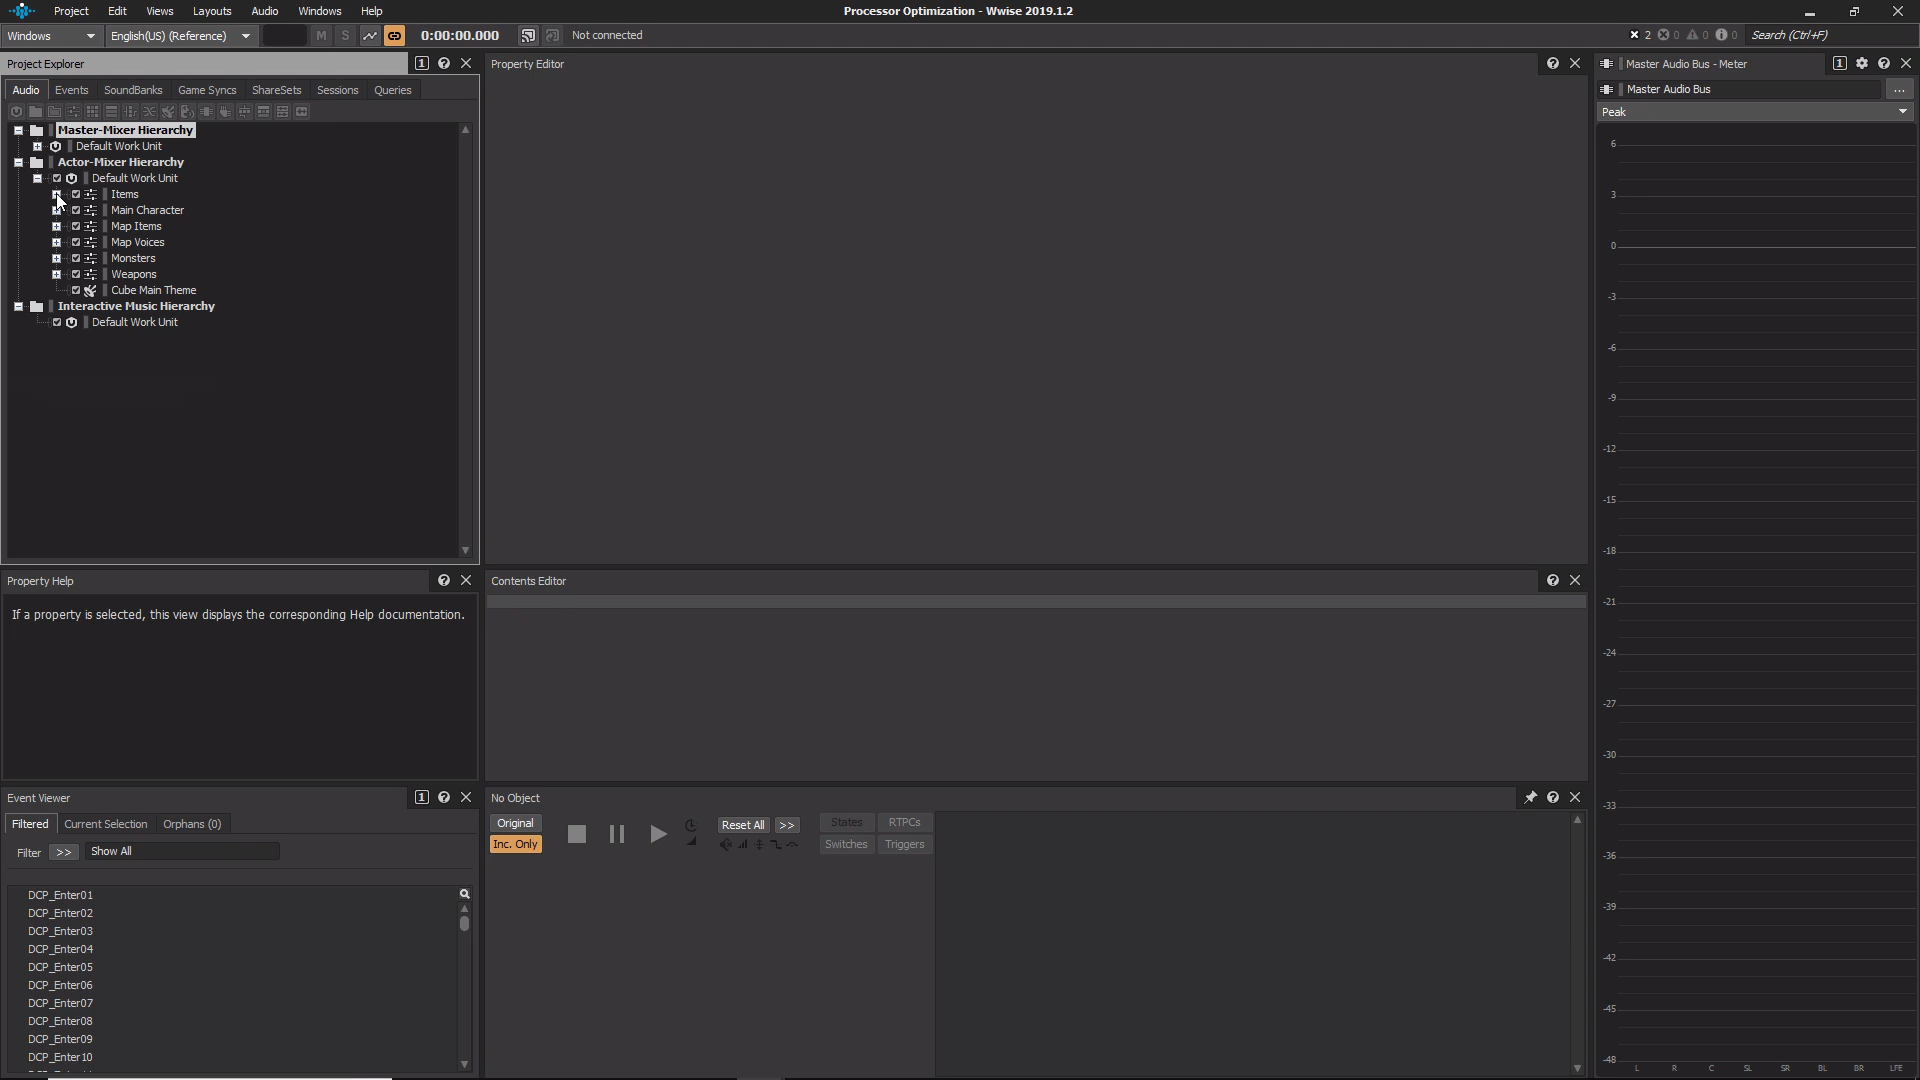 Project Edit Views Layouts Audio Windows Help Processor Optimization - Wwise 2019.1.2
Windows English(US) (Reference) M S 0:00:00.000 Not connected 2 0 0 0 Search (Ctrl+F)
Project Explorer 1
Audio Events SoundBanks Game Syncs ShareSets Sessions Queries
Master-Mixer Hierarchy
Default Work Unit
Actor-Mixer Hierarchy
Default Work Unit
Items
Main Character
Map Items
Map Voices
Monsters
Weapons
Cube Main Theme
Interactive Music Hierarchy
Default Work Unit
Property Help
If a property is selected, this view displays the corresponding Help documentation.
Event Viewer 1
Filtered Current Selection Orphans (0)
Filter >> Show All
DCP_Enter01
DCP_Enter02
DCP_Enter03
DCP_Enter04
DCP_Enter05
DCP_Enter06
DCP_Enter07
DCP_Enter08
DCP_Enter09
DCP_Enter10
Property Editor
Contents Editor
No Object
Original Reset All >> States RTPCs
Inc. Only Switches Triggers
Master Audio Bus - Meter 1
Master Audio Bus ...
Peak
6
3
0
-3
-6
-9
-12
-15
-18
-21
-24
-27
-30
-33
-36
-39
-42
-45
-48
L R C SL SR BL BR LFE